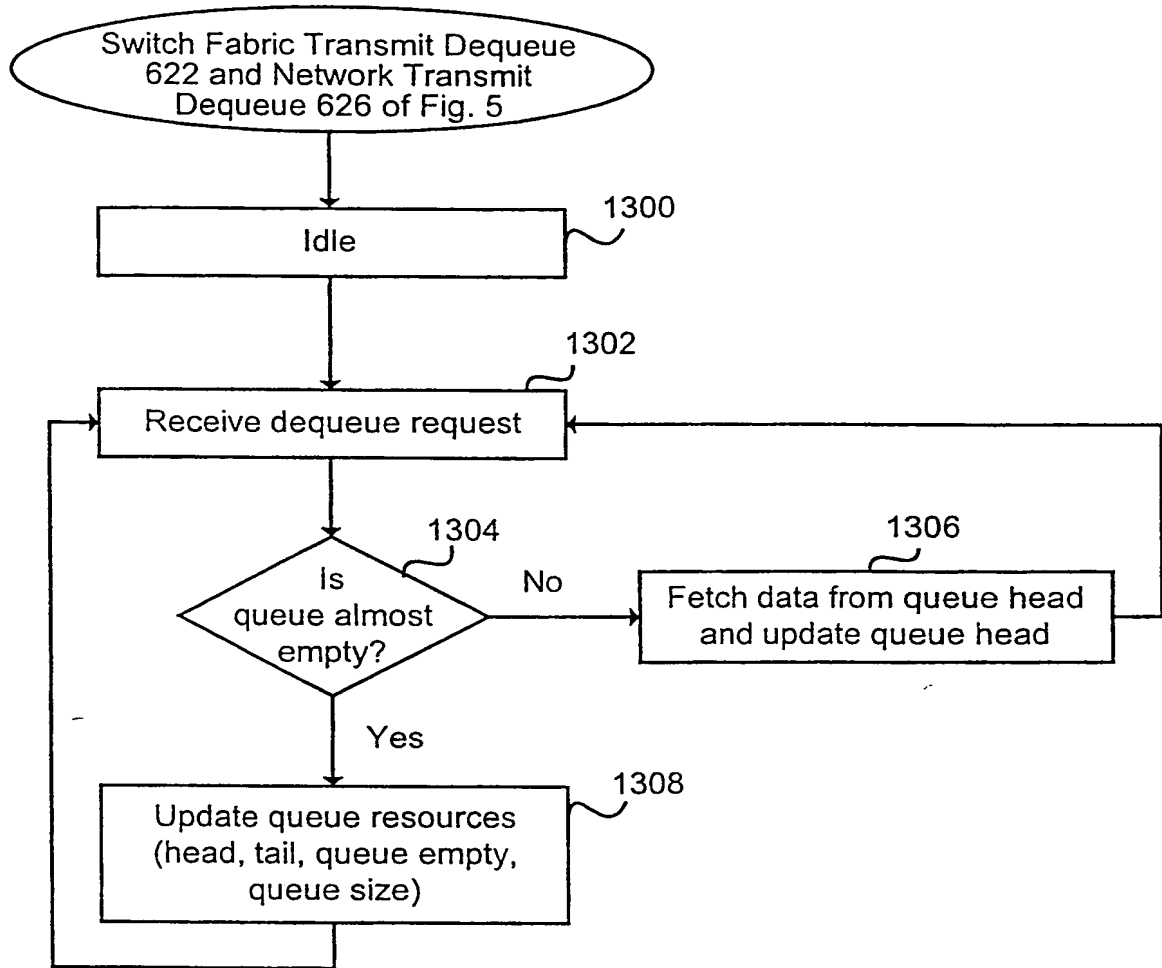 Switch Fabric Transmit Dequeue
622 and Network Transmit
Dequeue 626 of Fig. 5
1300
Idle
1302
Receive dequeue request
1304
Is
queue almost
empty?
No
1306
Fetch data from queue head
and update queue head
Yes
1308
Update queue resources
(head, tail, queue empty,
queue size)